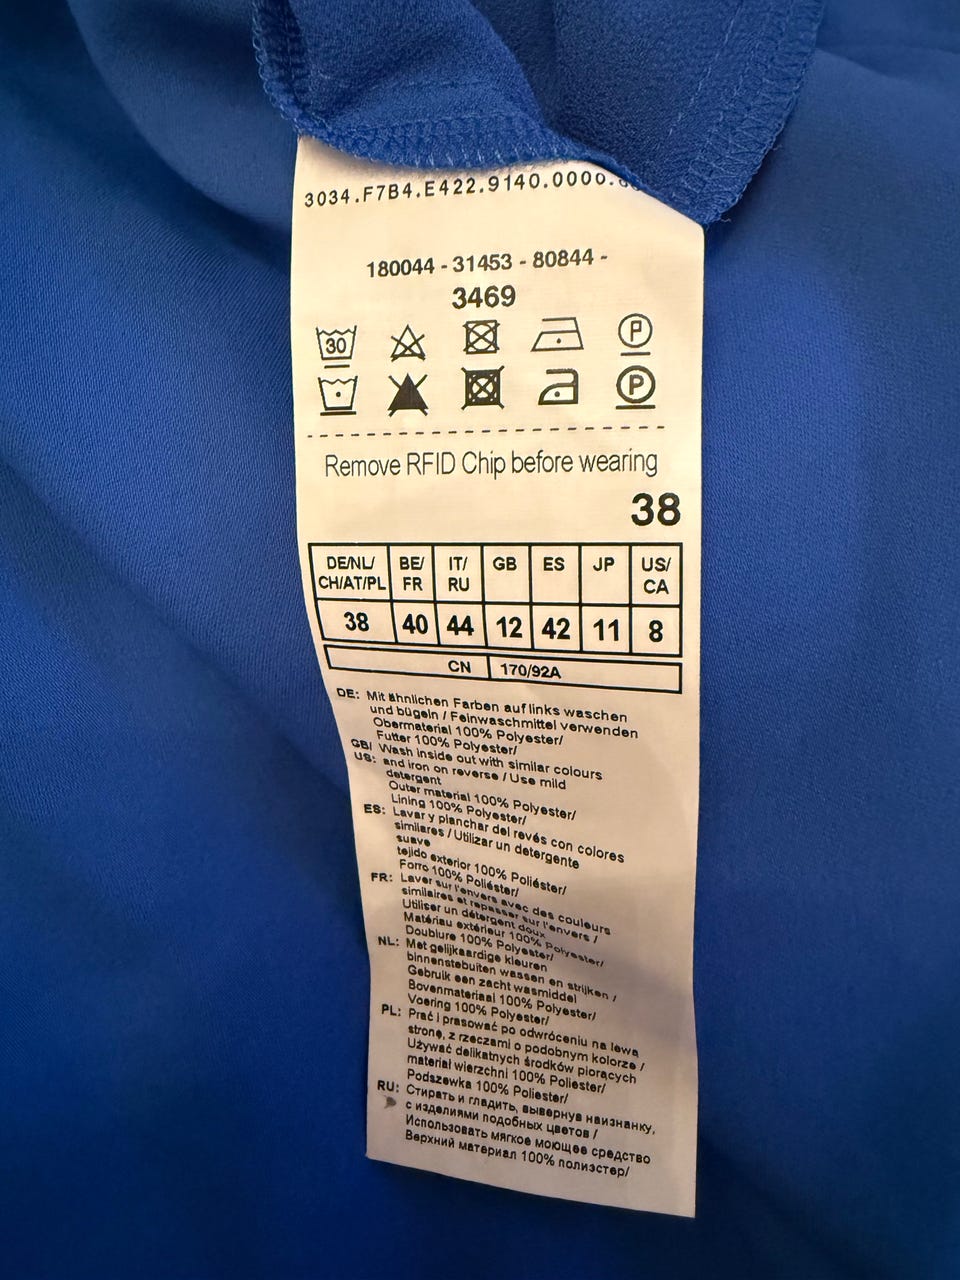 3034.F7B4.E422.9140.0000.
180044 - 31453 - 80844 -
3469
30 P
P
Remove RFID Chip before wearing
38
DE/NL/ CH/AT/PL BE/ FR IT/ RU GB ES JP US/ CA
38 40 44 12 42 11 8
CN 170/92A
DE: Mit ähnlichen Farben auf links waschen
und bügeln / Feinwaschmittel verwenden
Obermaterial 100% Polyester/
Futter 100% Polyester/
GB/ US: Wash inside out with similar colours
and iron on reverse / Use mild
detergent
Outer material 100% Polyester/
Lining 100% Polyester/
ES: Lavar y planchar del revés con colores
similares / Utilizar un detergente
suave
tejido exterior 100% Poliéster/
Forro 100% Poliéster/
FR: Laver sur l'envers avec des couleurs
similaires et repasser sur l'envers /
Utiliser un détergent doux
Matériau extérieur 100% Polyester/
Doublure 100% Polyester/
NL: Met gelijkaardige kleuren
binnenstebuiten wassen en strijken /
Gebruik een zacht wasmiddel
Bovenmateriaal 100% Polyester/
Voering 100% Polyester/
PL: Prać i prasować po odwróceniu na lewą
stronę, z rzeczami o podobnym kolorze /
Używać delikatnych środków piorących
materiał wierzchni 100% Poliester/
Podszewka 100% Poliester/
RU: Стирать и гладить, вывернув наизнанку,
с изделиями подобных цветов /
Использовать мягкое моющее средство
Верхний материал 100% полиэстер/